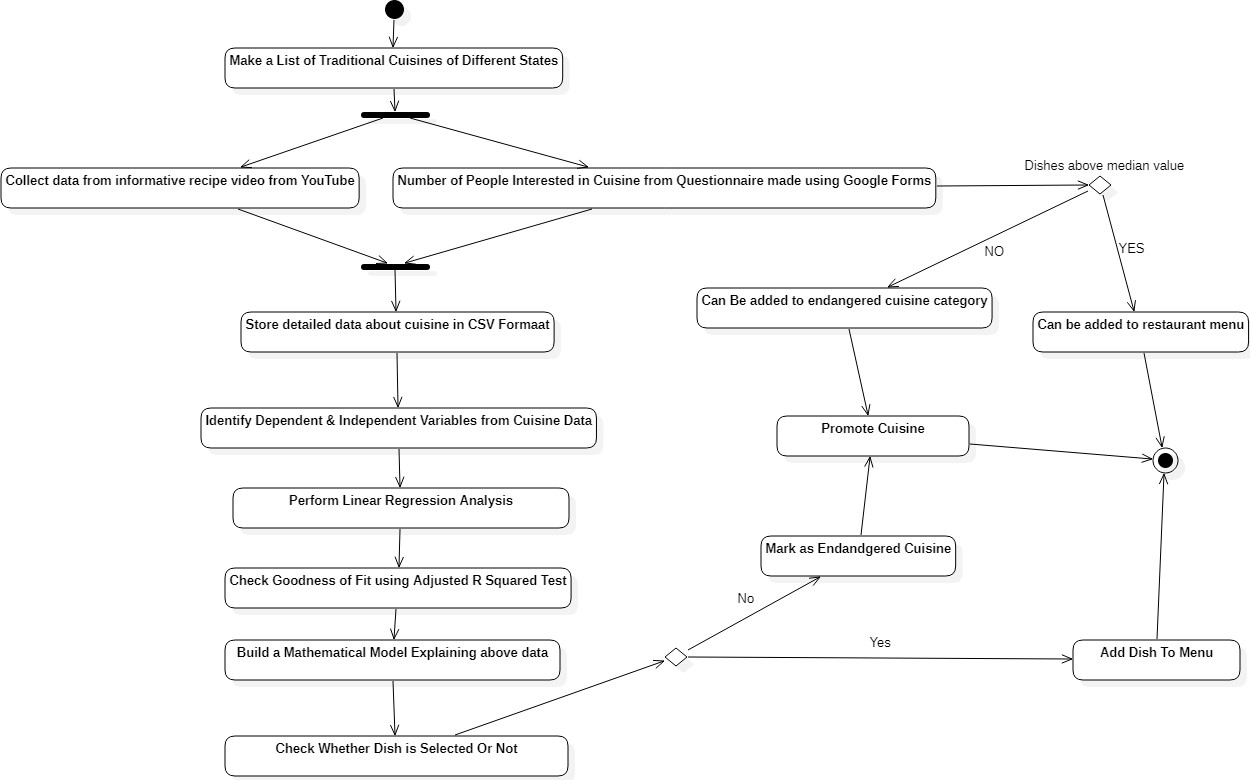 Make a List of Traditional Cuisines of Different States
Dishes above median value
Collect data from informative recipe video from YouTube
Number of People Interested in Cuisine from Questionnaire made using Google Forms
NO
YES
Can Be added to endangered cuisine category
Store detailed data about cuisine in CSV Formaat
Can be added to restaurant menu
Identify Dependent & Independent Variables from Cuisine Data
Promote Cuisine
Perform Linear Regression Analysis
Mark as Endandgered Cuisine
Check Goodness of Fit using Adjusted R Squared Test
No
Yes
Build a Mathematical Model Explaining above data
Add Dish To Menu
Check Whether Dish is Selected Or Not